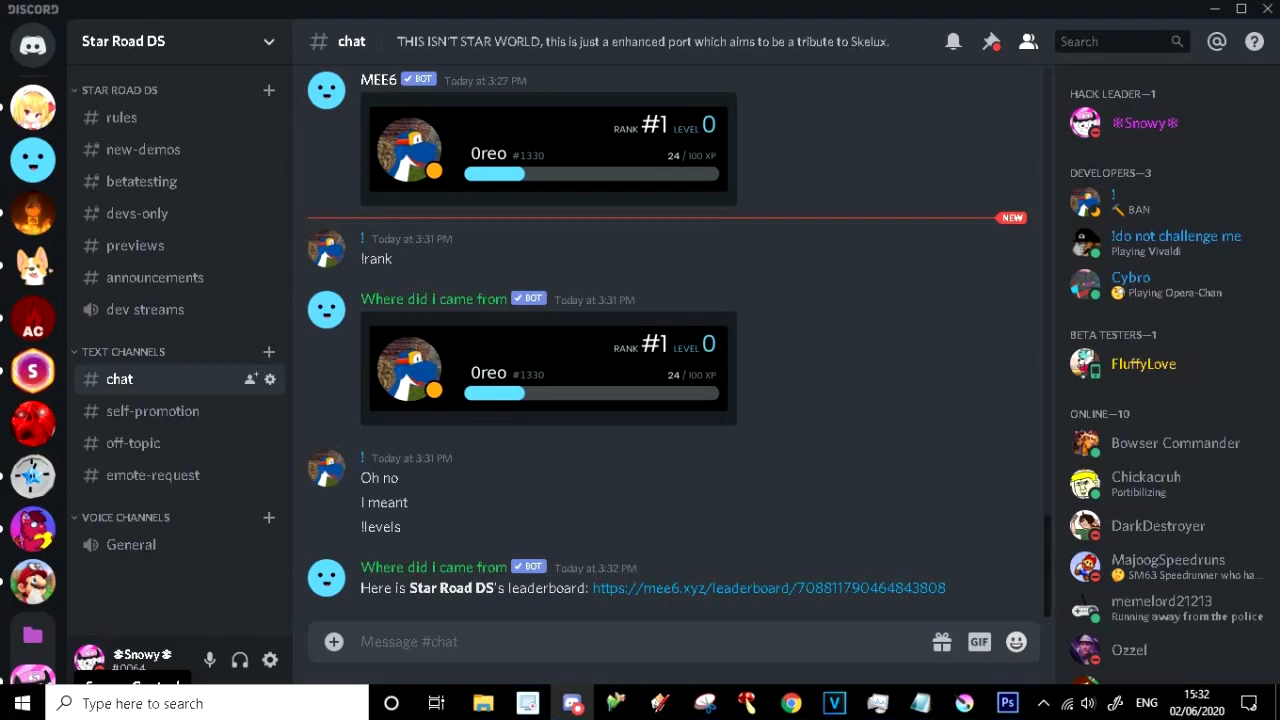 DISCORD
Star Road DS
# chat
THIS ISN'T STAR WORLD, this is just a enhanced port which aims to be a tribute to Skelux.
Search
STAR ROAD DS
rules
new-demos
betatesting
devs-only
previews
announcements
dev streams
TEXT CHANNELS
chat
self-promotion
off-topic
emote-request
VOICE CHANNELS
General
AC
S
MEE6 BOT Today at 3:27 PM
RANK #1 LEVEL 0
0reo #1330 24 / 100 XP
NEW
! Today at 3:31 PM
!rank
Where did i came from BOT Today at 3:31 PM
RANK #1 LEVEL 0
0reo #1330 24 / 100 XP
! Today at 3:31 PM
Oh no
I meant
!levels
Where did i came from BOT Today at 3:32 PM
Here is Star Road DS's leaderboard: https://mee6.xyz/leaderboard/708811790464843808
Message #chat
GIF
HACK LEADER—1
❄Snowy❄
DEVELOPERS—3
!
BAN
!do not challenge me
Playing Vivaldi
Cybro
Playing Opera-Chan
BETA TESTERS—1
FluffyLove
ONLINE—10
Bowser Commander
Chickacruh
Portibilizing
DarkDestroyer
MajoogSpeedruns
SM63 Speedrunner who ha...
memelord21213
Running away from the police
Ozzel
❄Snowy❄
#0064
Type here to search
V
Ps
ENG
15:32
02/06/2020